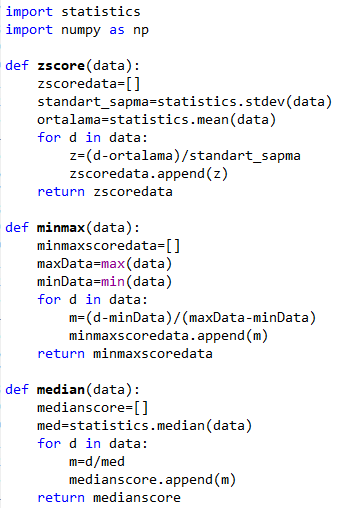 import statistics
import numpy as np

def zscore(data):
    zscoredata=[]
    standart_sapma=statistics.stdev(data)
    ortalama=statistics.mean(data)
    for d in data:
        z=(d-ortalama)/standart_sapma
        zscoredata.append(z)
    return zscoredata

def minmax(data):
    minmaxscoredata=[]
    maxData=max(data)
    minData=min(data)
    for d in data:
        m=(d-minData)/(maxData-minData)
        minmaxscoredata.append(m)
    return minmaxscoredata

def median(data):
    medianscore=[]
    med=statistics.median(data)
    for d in data:
        m=d/med
        medianscore.append(m)
    return medianscore